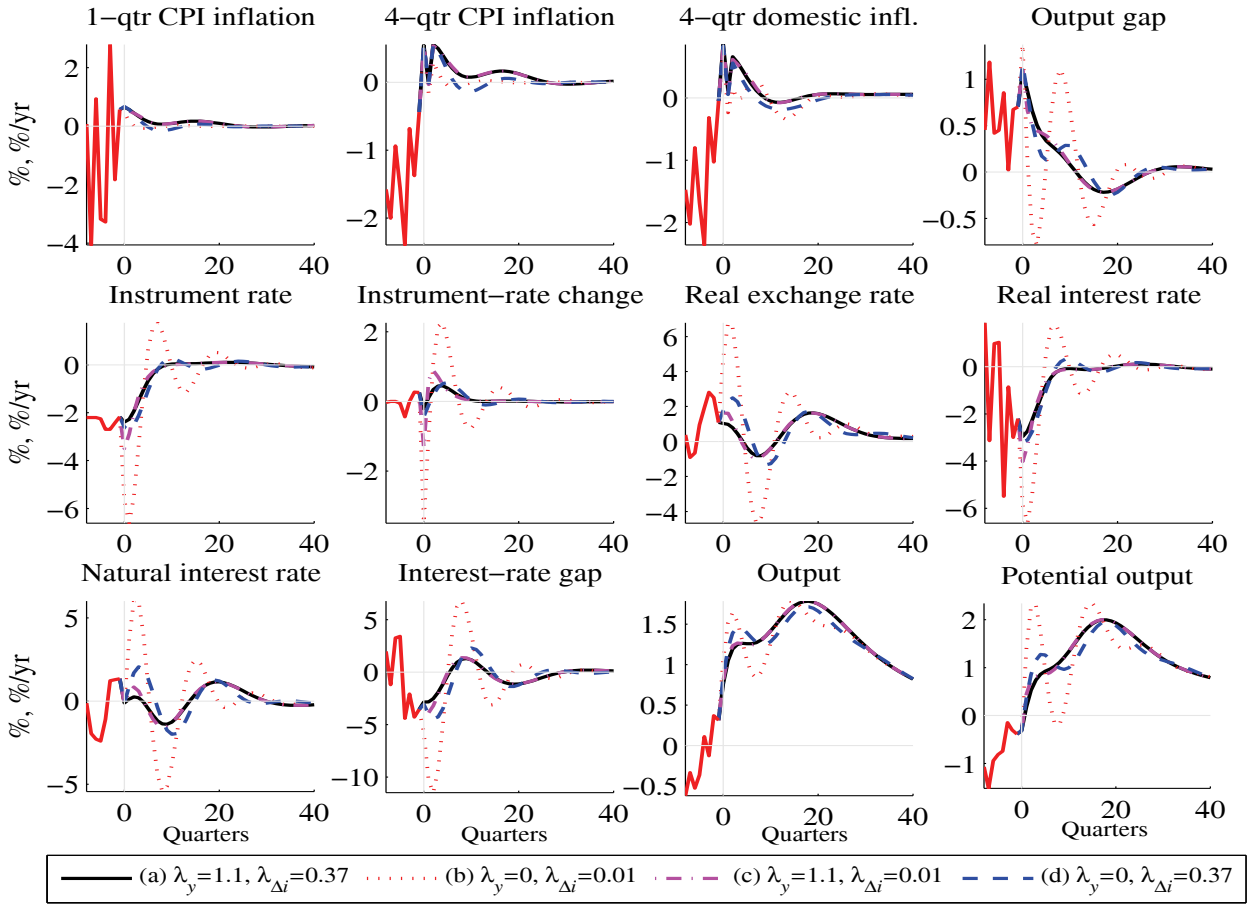 1−qtr CPI inflation 4−qtr CPI inflation 4−qtr domestic infl. Output gap
%, %/yr
2
0
−2
−4
0 20 40
0
−1
−2
0 20 40
0
−1
−2
0 20 40
1
0.5
0
−0.5
0 20 40
Instrument rate Instrument−rate change Real exchange rate Real interest rate
%, %/yr
0
−2
−4
−6
0 20 40
2
0
−2
0 20 40
6
4
2
0
−2
−4
0 20 40
0
−2
−4
−6
0 20 40
Natural interest rate Interest−rate gap Output Potential output
%, %/yr
5
0
−5
0 20 40
Quarters
5
0
−5
−10
0 20 40
Quarters
1.5
1
0.5
0
−0.5
0 20 40
Quarters
2
1
0
−1
0 20 40
Quarters
(a) λy=1.1, λΔi=0.37 (b) λy=0, λΔi=0.01 (c) λy=1.1, λΔi=0.01 (d) λy=0, λΔi=0.37